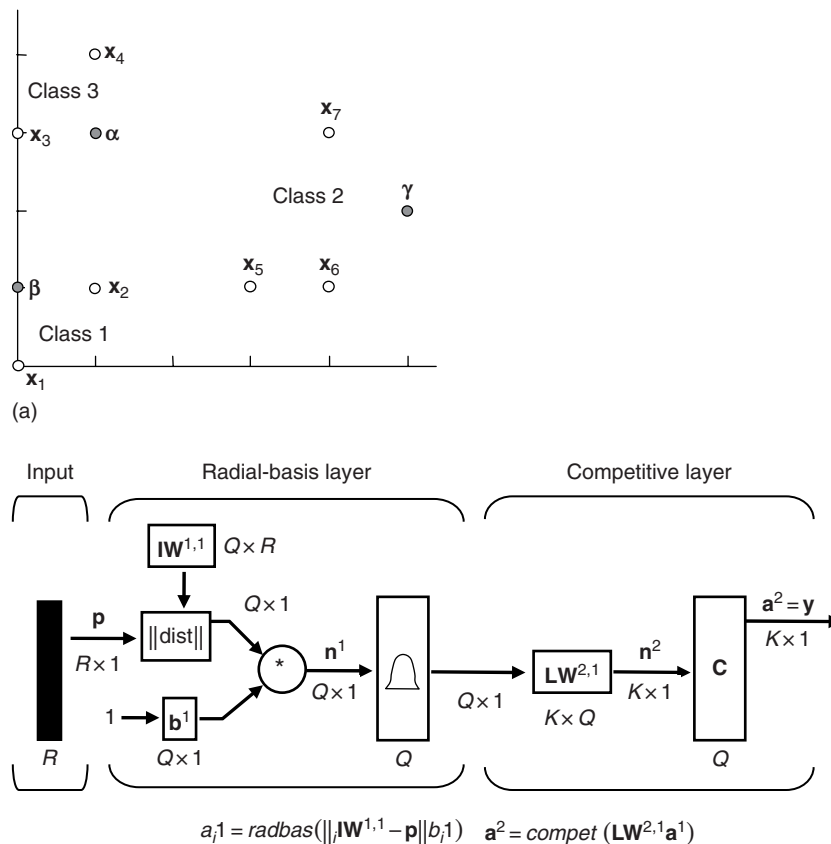 x₄
Class 3
x₇
x₃ α
Class 2 γ
x₅ x₆
β x₂
Class 1
x₁
(a)
Input Radial-basis layer Competitive layer
IW¹,¹ Q × R
p Q × 1 a² = y
||dist|| n¹ n² K × 1
R × 1 * LW²,¹ C
Q × 1 Q × 1 K × 1
1 b¹ K × Q
R Q × 1 Q Q
aᵢ1 = radbas(||ᵢIW¹,¹ – p||bᵢ1) a² = compet (LW²,¹a¹)